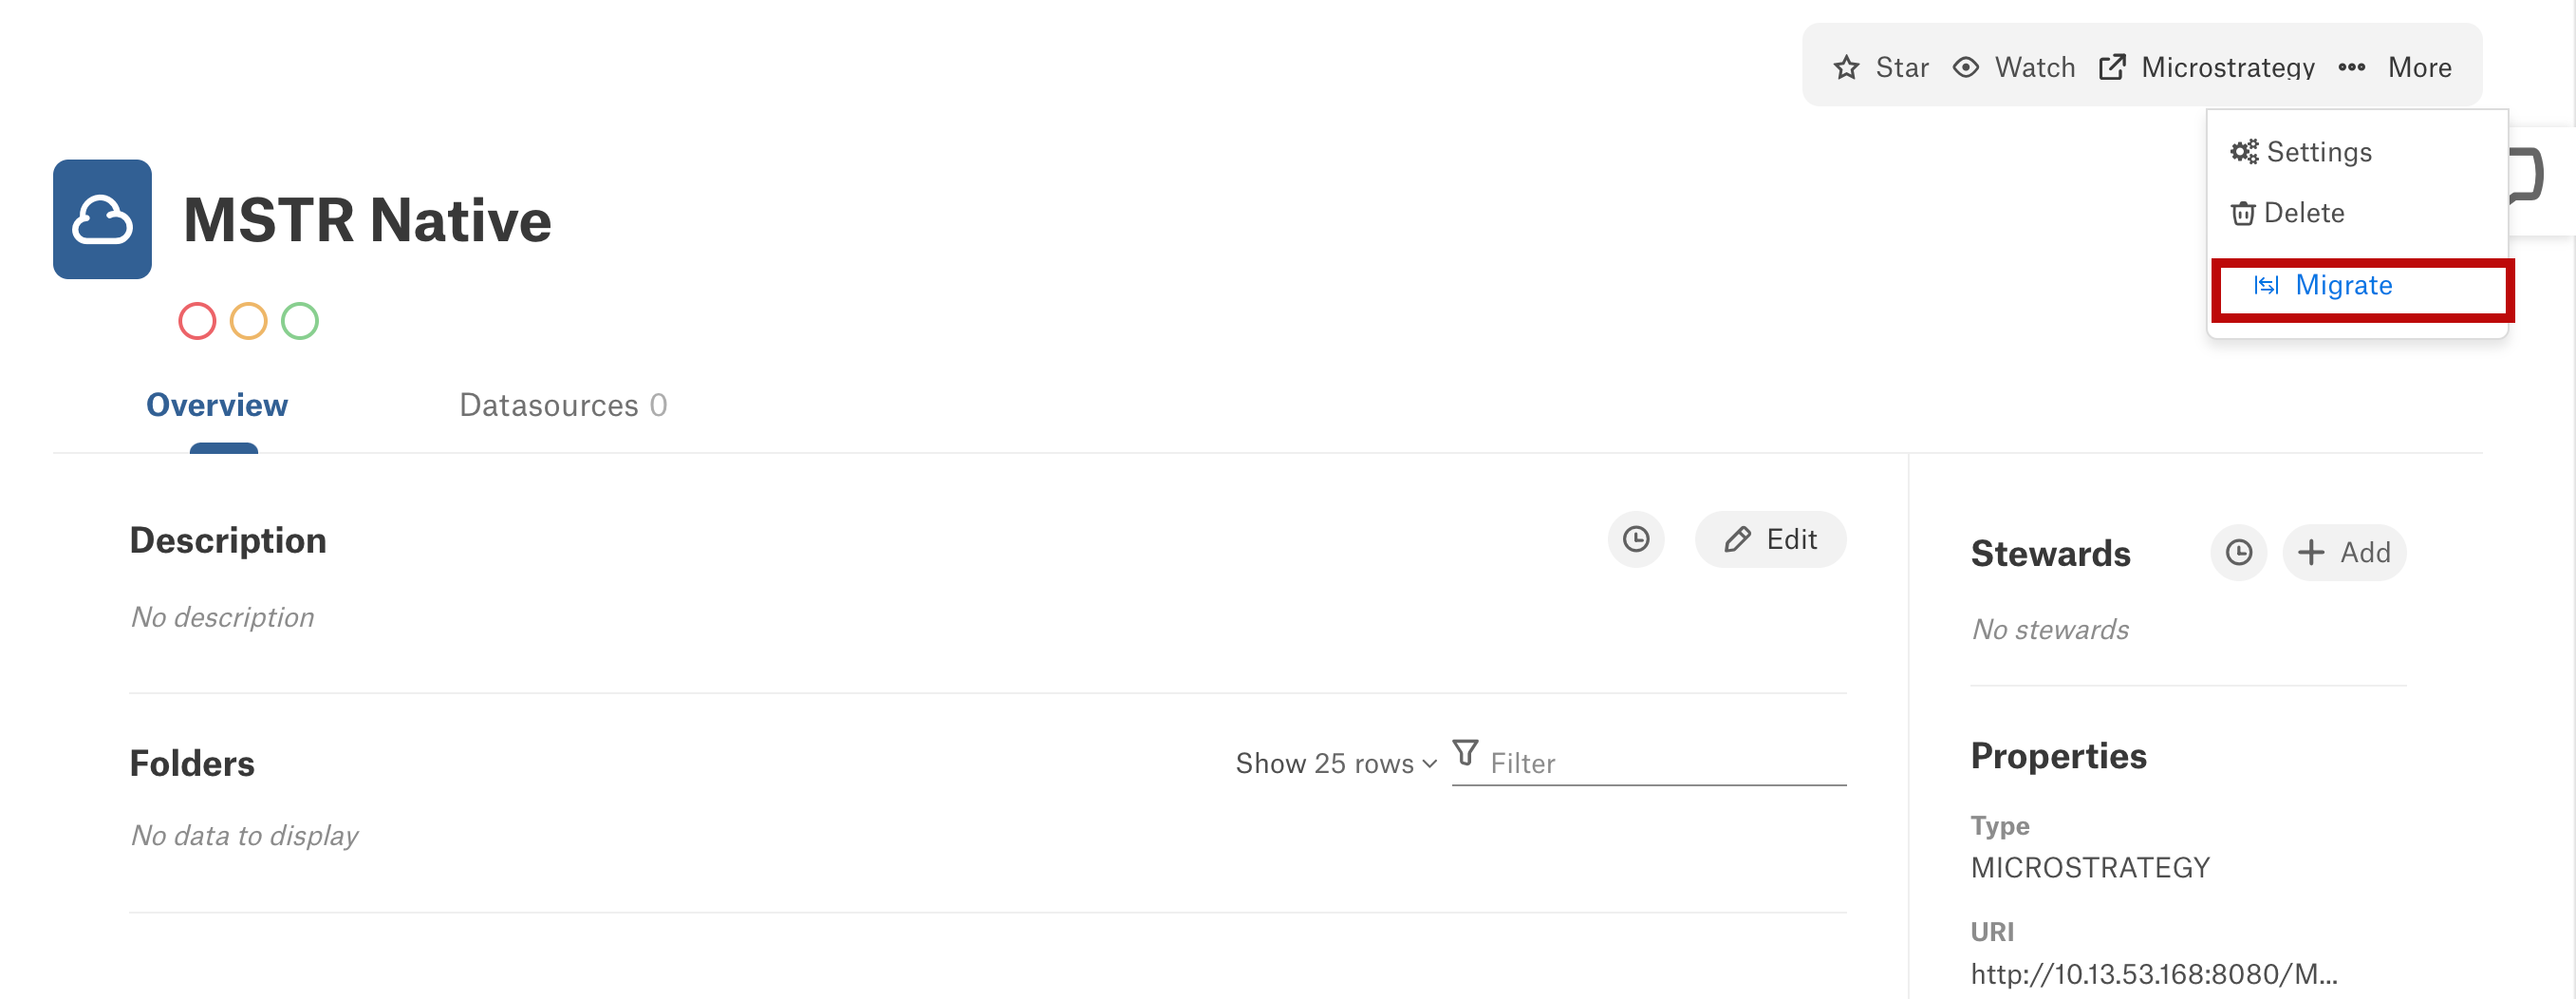 Star Watch Microstrategy More
Settings
Delete
Migrate
MSTR Native
Overview Datasources 0
Description Edit
No description
Folders Show 25 rows Filter
No data to display
Stewards Add
No stewards
Properties
Type
MICROSTRATEGY
URI
http://10.13.53.168:8080/M...